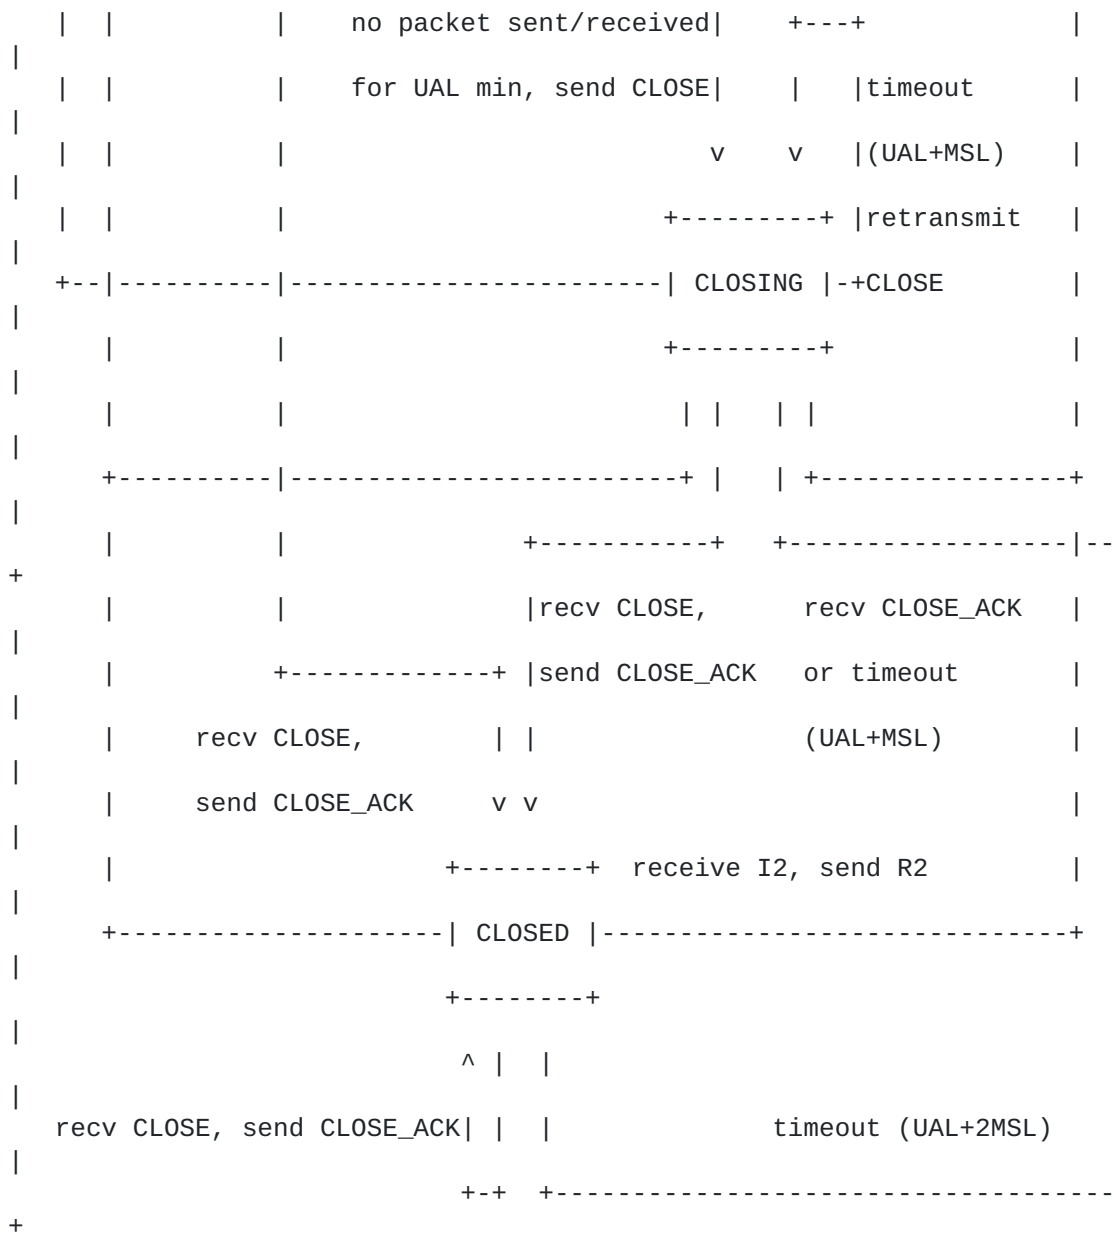 |  |          |    no packet sent/received|    +---+             |
|
   |  |          |    for UAL min, send CLOSE|    |   |timeout      |
|
   |  |          |                           v    v   |(UAL+MSL)    |
|
   |  |          |                        +---------+ |retransmit   |
|
   +--|----------|------------------------| CLOSING |-+CLOSE        |
|
      |          |                        +---------+               |
|
      |          |                         | |   | |                |
|
      +----------|-------------------------+ |   | +----------------+
|
      |          |               +-----------+   +------------------|--
+
      |          |               |recv CLOSE,      recv CLOSE_ACK   |
|
      |          +-------------+ |send CLOSE_ACK   or timeout       |
|
      |     recv CLOSE,        | |                 (UAL+MSL)        |
|
      |     send CLOSE_ACK     v v                                  |
|
      |                     +--------+  receive I2, send R2         |
|
      +---------------------| CLOSED |------------------------------+
|
                            +--------+
|
                             ^ |  |
|
   recv CLOSE, send CLOSE_ACK| |  |              timeout (UAL+2MSL)
|
                             +-+  +------------------------------------
+